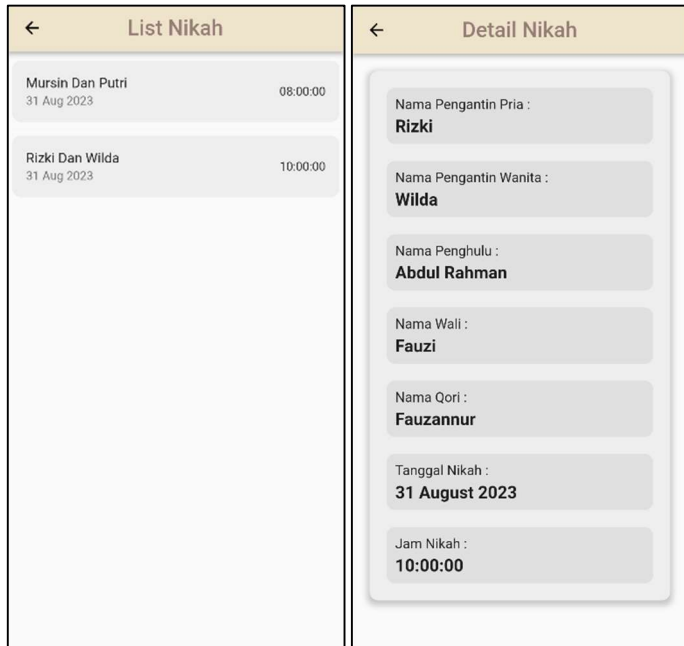 List Nikah
Mursin Dan Putri
31 Aug 2023
08:00:00
Rizki Dan Wilda
31 Aug 2023
10:00:00
Detail Nikah
Nama Pengantin Pria :
Rizki
Nama Pengantin Wanita :
Wilda
Nama Penghulu :
Abdul Rahman
Nama Wali :
Fauzi
Nama Qori :
Fauzannur
Tanggal Nikah :
31 August 2023
Jam Nikah :
10:00:00